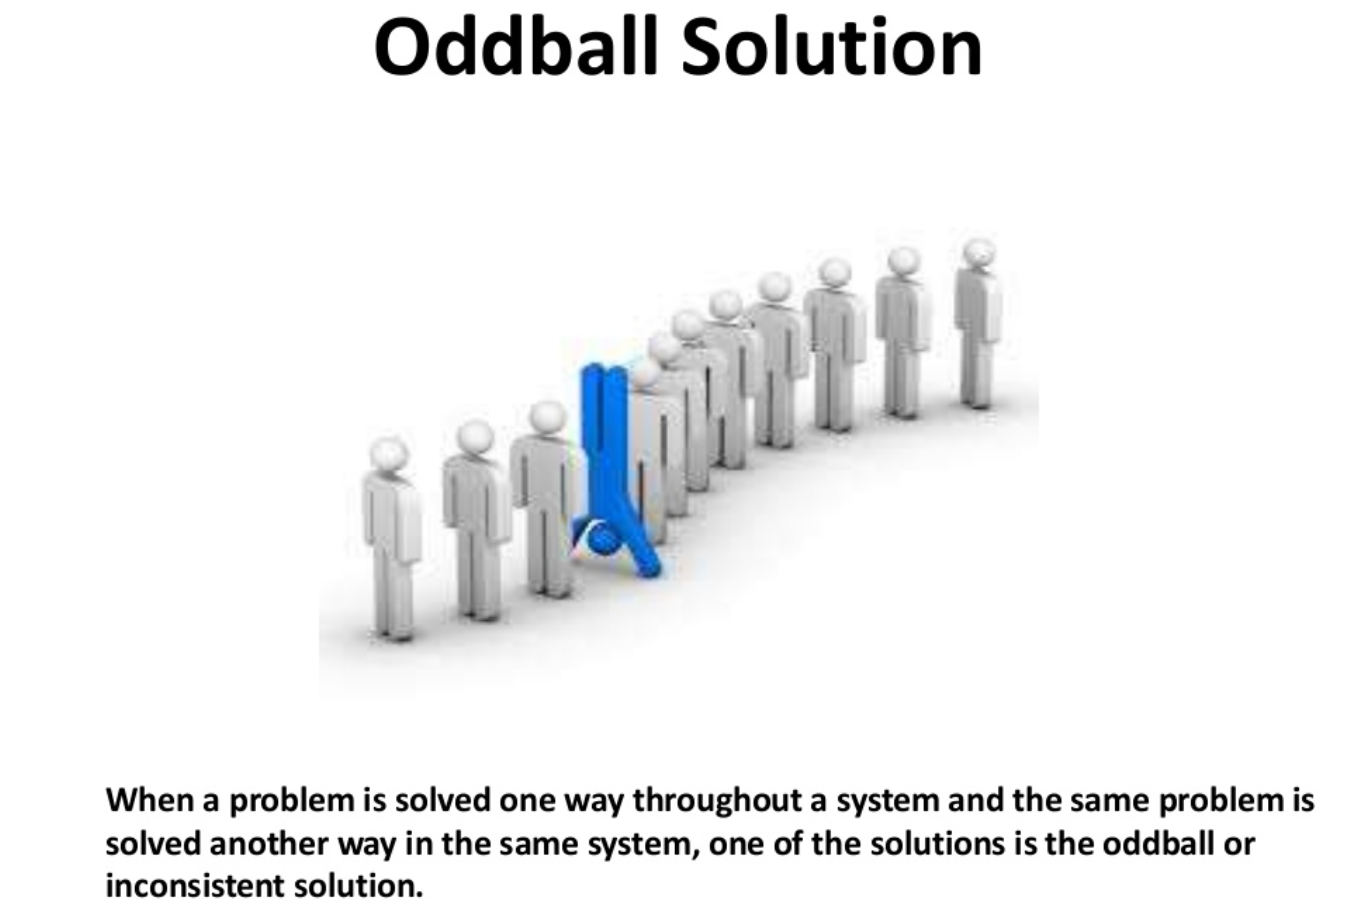 Oddball Solution
When a problem is solved one way throughout a system and the same problem is
solved another way in the same system, one of the solutions is the oddball or
inconsistent solution.